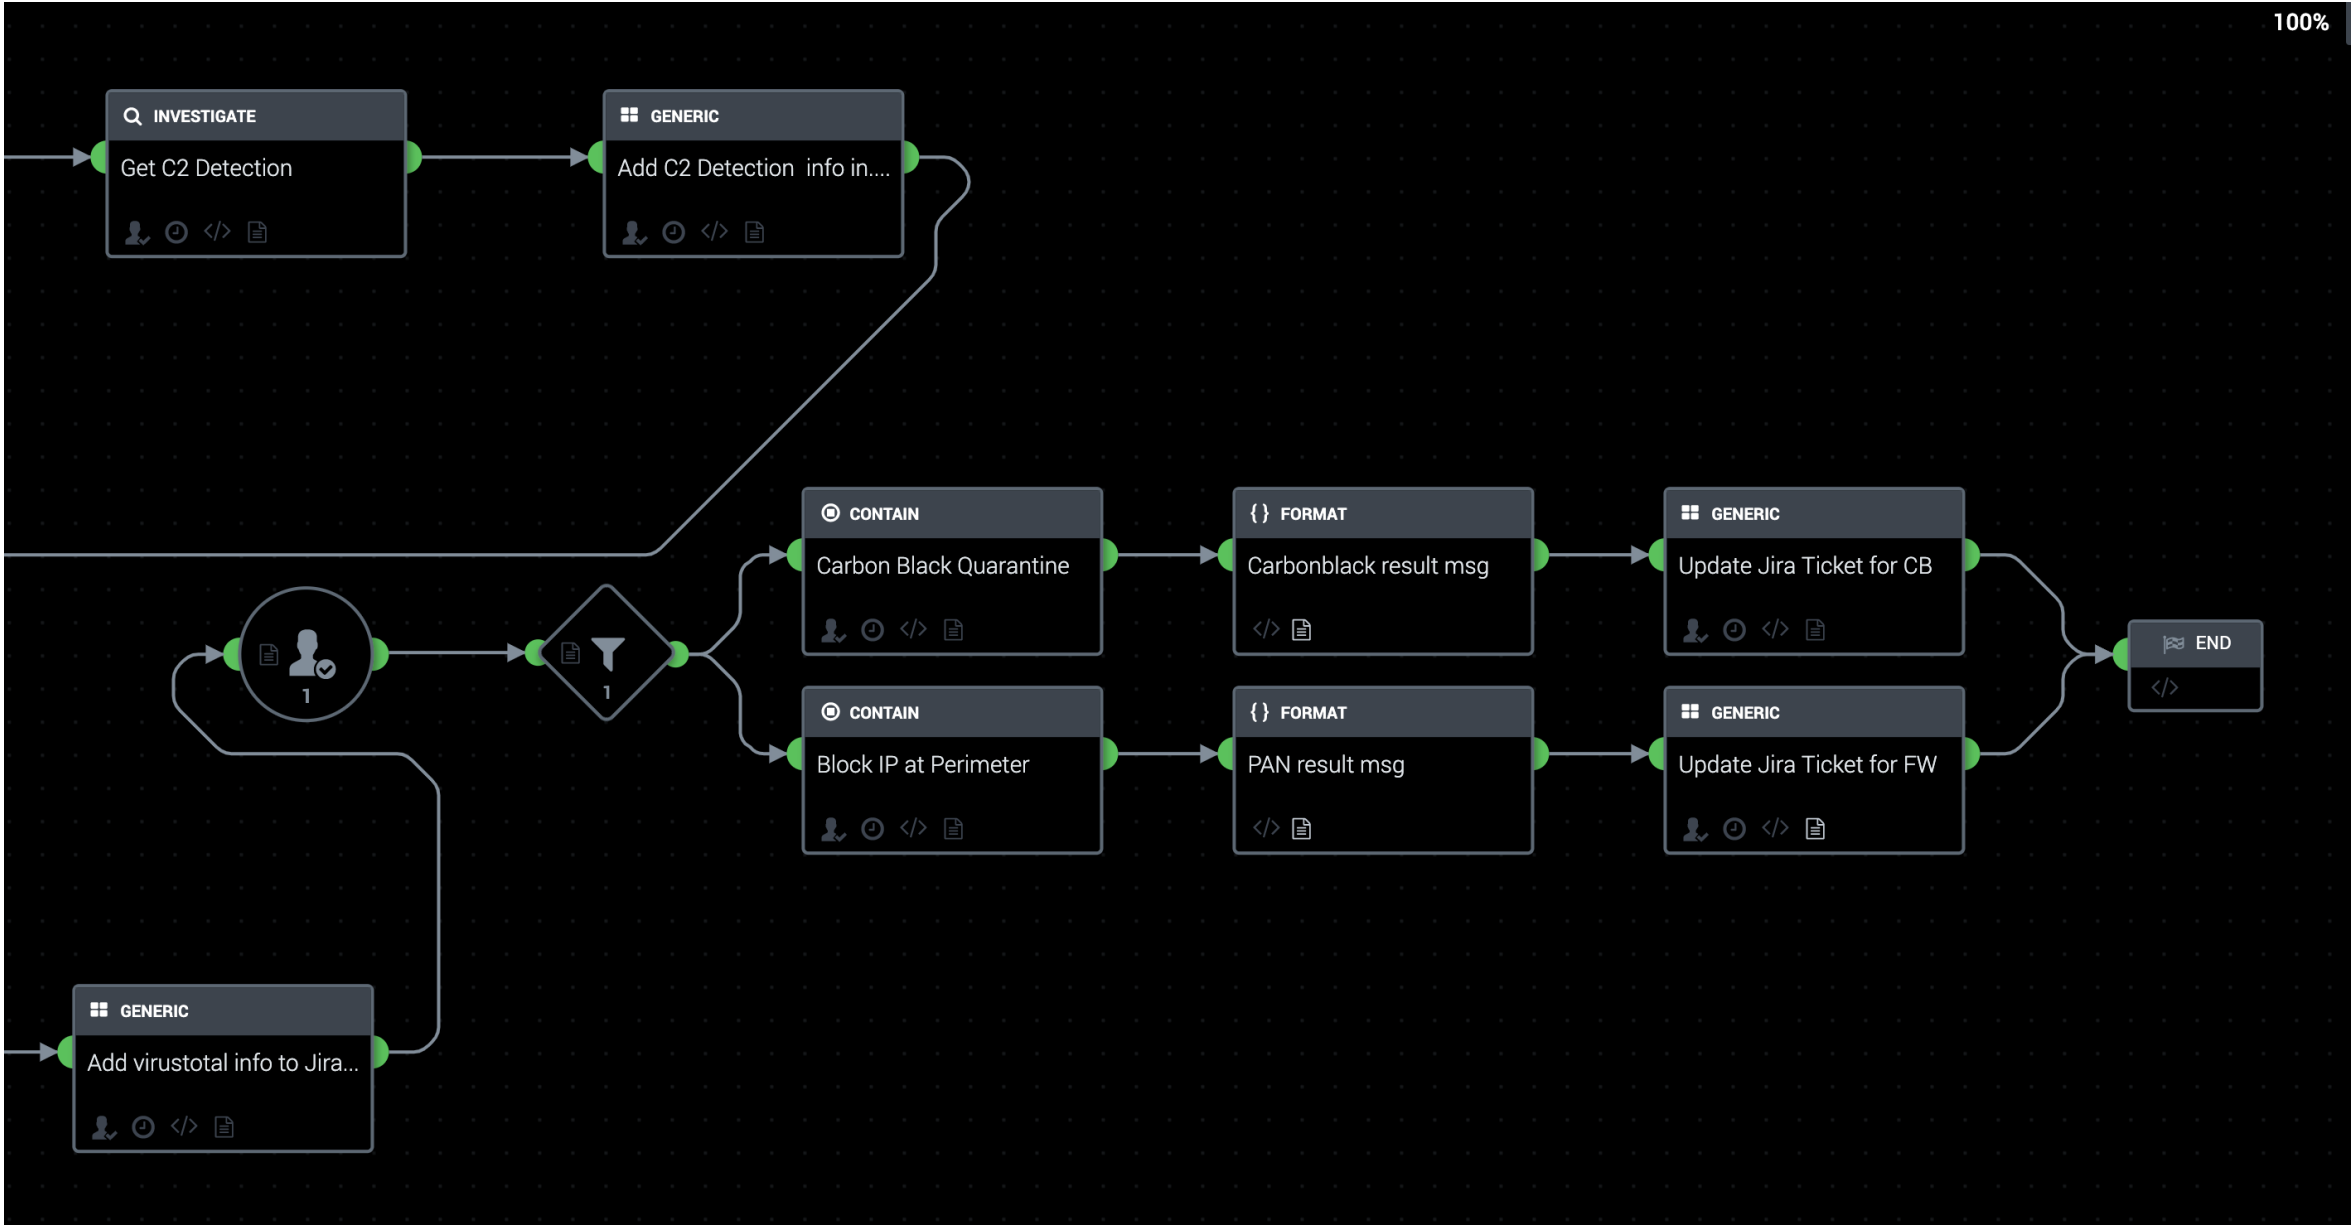 100%
INVESTIGATE
Get C2 Detection
GENERIC
Add C2 Detection  info in....
CONTAIN
Carbon Black Quarantine
FORMAT
Carbonblack result msg
GENERIC
Update Jira Ticket for CB
1
1
END
CONTAIN
Block IP at Perimeter
FORMAT
PAN result msg
GENERIC
Update Jira Ticket for FW
GENERIC
Add virustotal info to Jira...